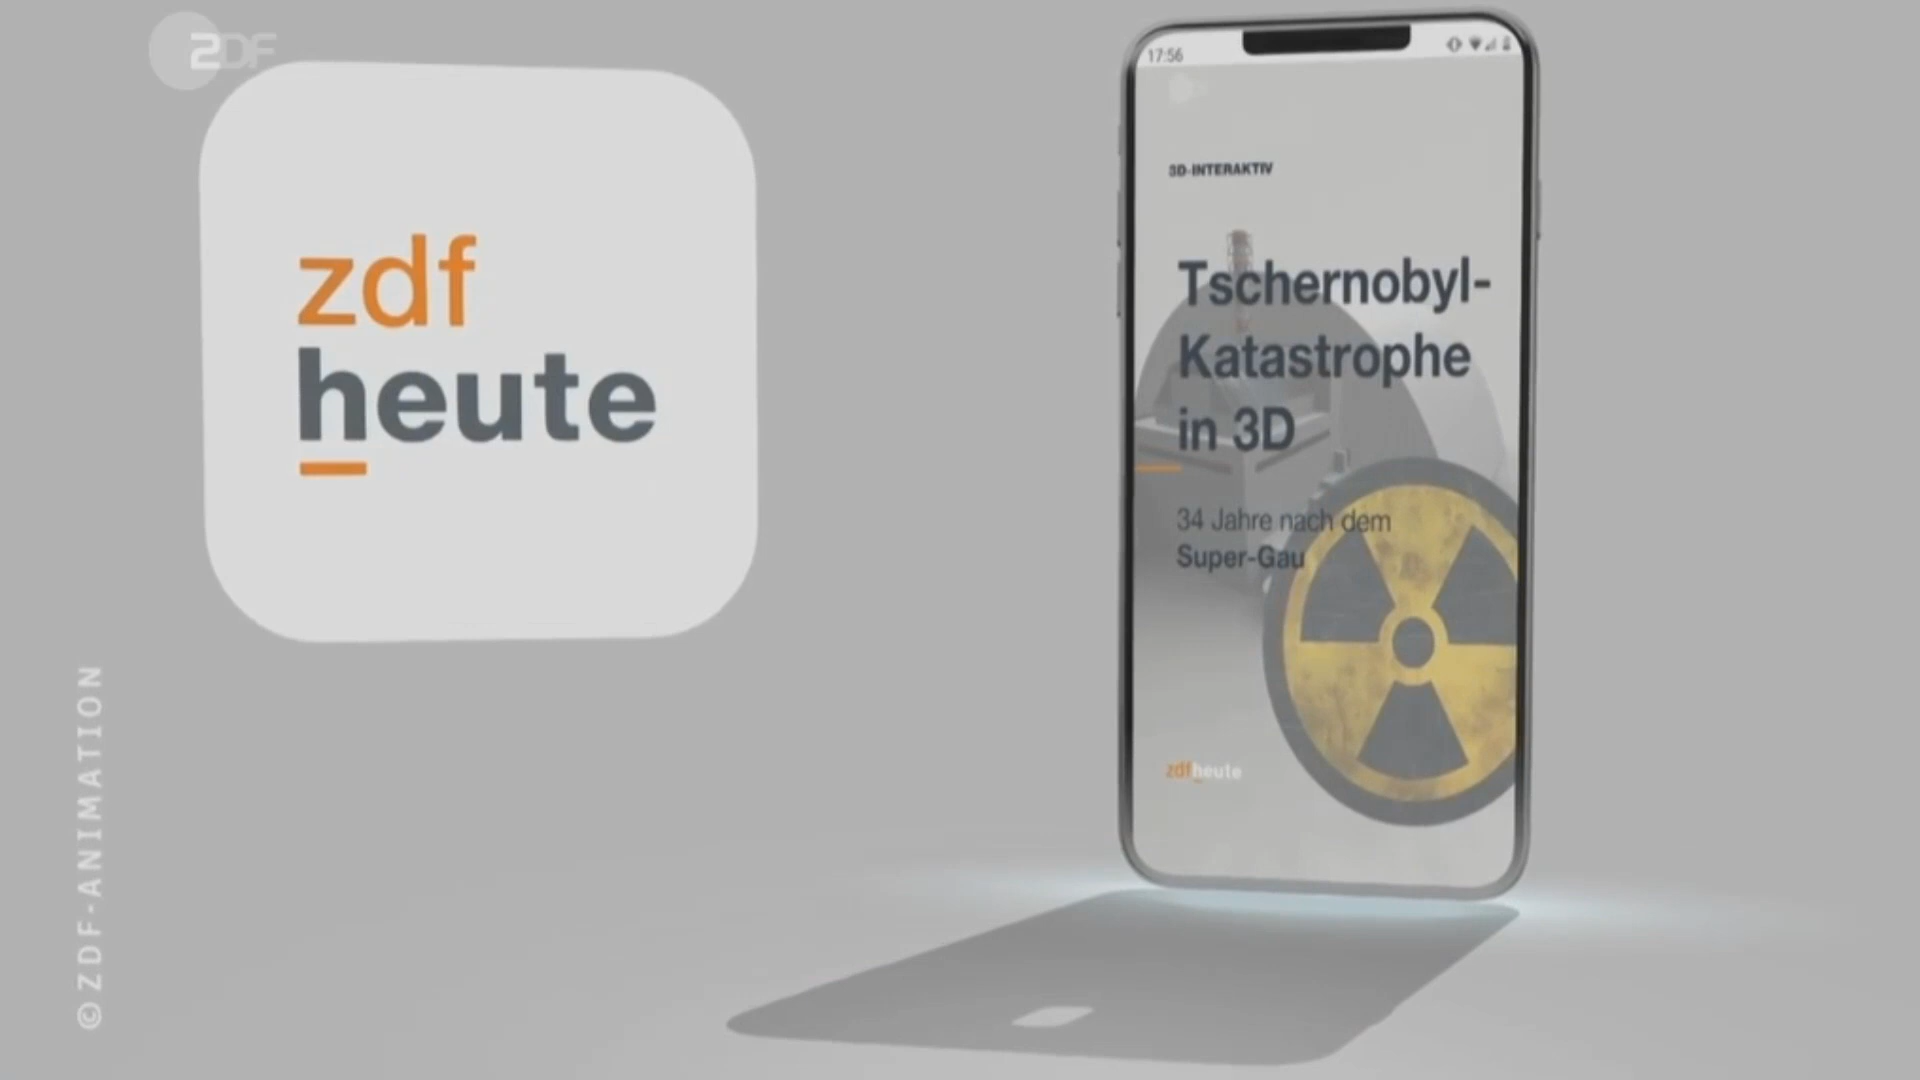 ZDF
zdf
heute
©ZDF-ANIMATION
17:56
3D-INTERAKTIV
Tschernobyl-
Katastrophe
in 3D
34 Jahre nach dem
Super-Gau
zdfheute